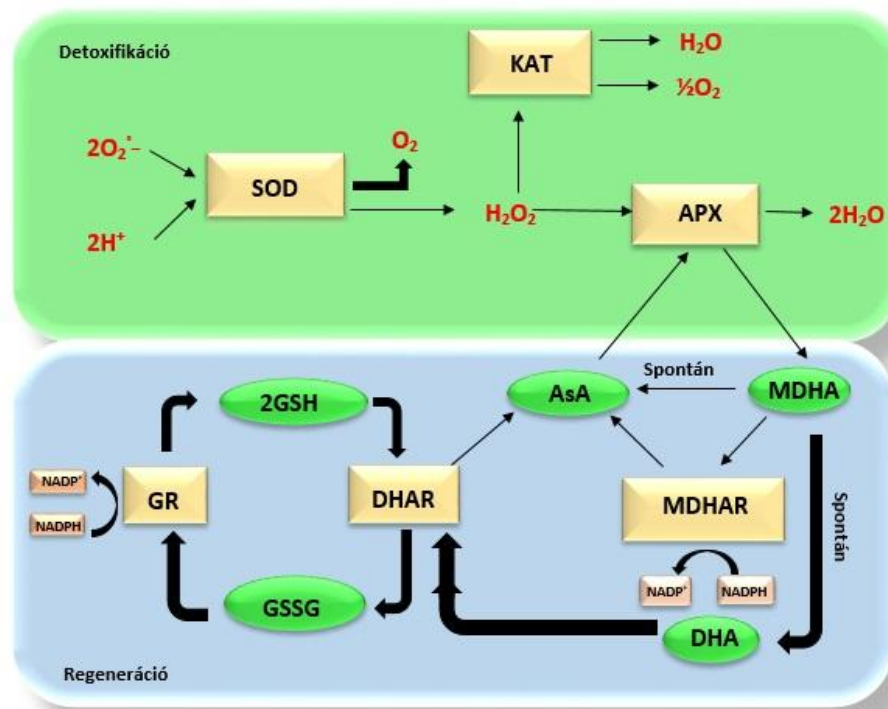 Detoxifikáció
KAT
H₂O
½O₂
2O₂˙⁻
SOD
O₂
2H⁺
H₂O₂
APX
2H₂O
2GSH
AsA
Spontán
MDHA
NADP⁺
NADPH
GR
DHAR
MDHAR
Spontán
GSSG
NADP⁺
NADPH
DHA
Regeneráció